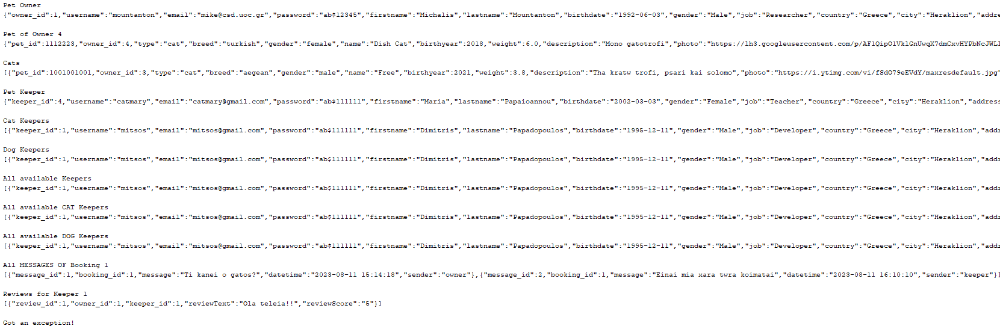 Pet Owner
{"owner_id":1,"username":"mountanton","email":"mike@csd.uoc.gr","password":"ab$12345","firstname":"Michalis","lastname":"Mountanton","birthdate":"1992-06-03","gender":"Male","job":"Researcher","country":"Greece","city":"Heraklion","addre
Pet of Owner 4
{"pet_id":1112223,"owner_id":4,"type":"cat","breed":"turkish","gender":"female","name":"Dish Cat","birthyear":2018,"weight":6.0,"description":"Mono gatotrofi","photo":"https://lh3.googleusercontent.com/p/AF1QipOlVklGnUwqX7dmCxvHYPbNcJWLl
Cats
[{"pet_id":1001001001,"owner_id":3,"type":"cat","breed":"aegean","gender":"male","name":"Free","birthyear":2021,"weight":3.8,"description":"Tha kratw trofi, psari kai solomo","photo":"https://i.ytimg.com/vi/fSdO79eEVdY/maxresdefault.jpg"
Pet Keeper
{"keeper_id":4,"username":"catmary","email":"catmary@gmail.com","password":"ab$111111","firstname":"Maria","lastname":"Papaioannou","birthdate":"2002-03-03","gender":"Female","job":"Teacher","country":"Greece","city":"Heraklion","address
Cat Keepers
[{"keeper_id":1,"username":"mitsos","email":"mitsos@gmail.com","password":"ab$111111","firstname":"Dimitris","lastname":"Papadopoulos","birthdate":"1995-12-11","gender":"Male","job":"Developer","country":"Greece","city":"Heraklion","addr
Dog Keepers
[{"keeper_id":1,"username":"mitsos","email":"mitsos@gmail.com","password":"ab$111111","firstname":"Dimitris","lastname":"Papadopoulos","birthdate":"1995-12-11","gender":"Male","job":"Developer","country":"Greece","city":"Heraklion","addr
All available Keepers
[{"keeper_id":1,"username":"mitsos","email":"mitsos@gmail.com","password":"ab$111111","firstname":"Dimitris","lastname":"Papadopoulos","birthdate":"1995-12-11","gender":"Male","job":"Developer","country":"Greece","city":"Heraklion","addr
All available CAT Keepers
[{"keeper_id":1,"username":"mitsos","email":"mitsos@gmail.com","password":"ab$111111","firstname":"Dimitris","lastname":"Papadopoulos","birthdate":"1995-12-11","gender":"Male","job":"Developer","country":"Greece","city":"Heraklion","addr
All available DOG Keepers
[{"keeper_id":1,"username":"mitsos","email":"mitsos@gmail.com","password":"ab$111111","firstname":"Dimitris","lastname":"Papadopoulos","birthdate":"1995-12-11","gender":"Male","job":"Developer","country":"Greece","city":"Heraklion","addr
All MESSAGES OF Booking 1
[{"message_id":1,"booking_id":1,"message":"Ti kanei o gatos?","datetime":"2023-08-11 15:14:18","sender":"owner"},{"message_id":2,"booking_id":1,"message":"Einai mia xara twra koimatai","datetime":"2023-08-11 16:10:10","sender":"keeper"}]
Reviews for Keeper 1
[{"review_id":1,"owner_id":1,"keeper_id":1,"reviewText":"Ola teleia!!","reviewScore":"5"}]
Got an exception!